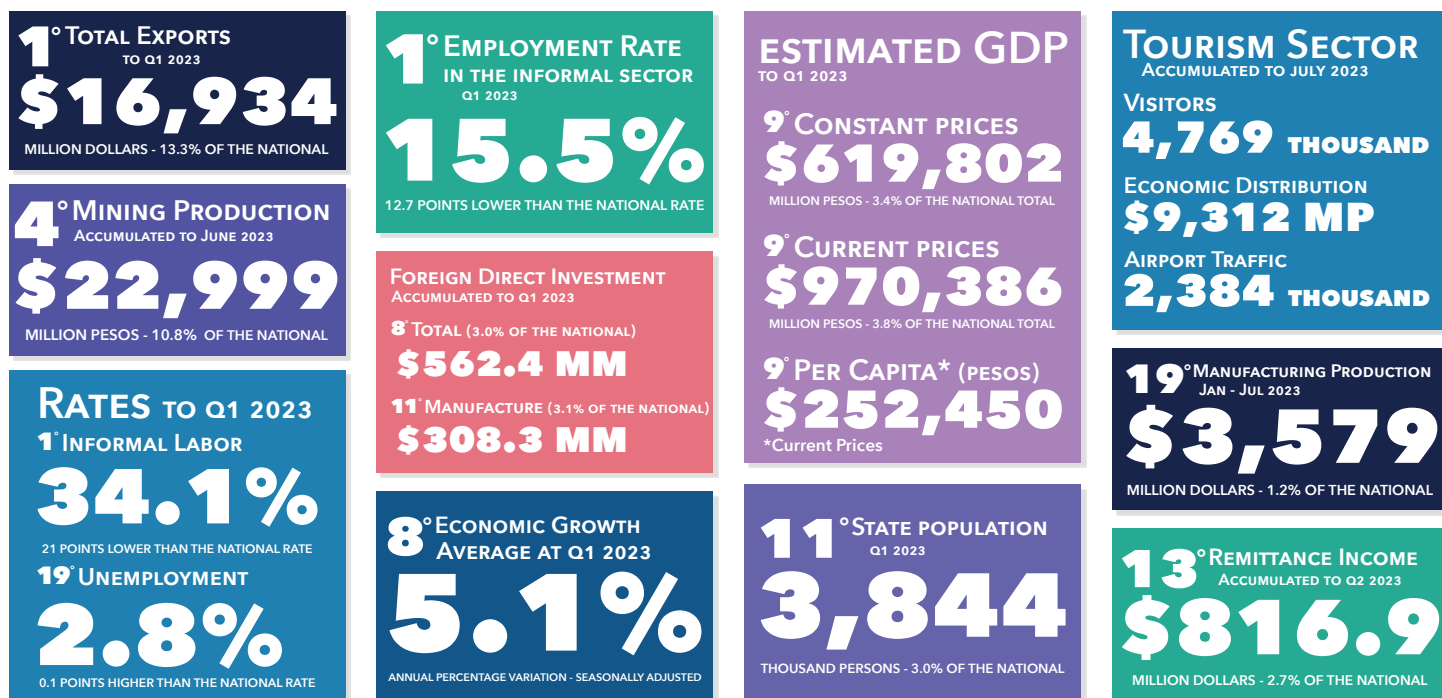 1° Total Exports
to Q1 2023
$16,934
MILLION DOLLARS - 13.3% OF THE NATIONAL
4° Mining Production
Accumulated to June 2023
$22,999
MILLION PESOS - 10.8% OF THE NATIONAL
Rates to Q1 2023
1° Informal Labor
34.1%
21 POINTS LOWER THAN THE NATIONAL RATE
19° Unemployment
2.8%
0.1 POINTS HIGHER THAN THE NATIONAL RATE
1° Employment Rate
in the informal sector
Q1 2023
15.5%
12.7 POINTS LOWER THAN THE NATIONAL RATE
Foreign Direct Investment
Accumulated to Q1 2023
8° Total (3.0% of the national)
$562.4 MM
11° Manufacture (3.1% of the national)
$308.3 MM
8° Economic Growth
Average at Q1 2023
5.1%
ANNUAL PERCENTAGE VARIATION - SEASONALLY ADJUSTED
estimated GDP
to Q1 2023
9° Constant prices
$619,802
MILLION PESOS - 3.4% OF THE NATIONAL TOTAL
9° Current prices
$970,386
MILLION PESOS - 3.8% OF THE NATIONAL TOTAL
9° Per Capita* (pesos)
$252,450
*Current Prices
11° State population
Q1 2023
3,844
THOUSAND PERSONS - 3.0% OF THE NATIONAL
Tourism Sector
Accumulated to July 2023
Visitors
4,769 thousand
Economic Distribution
$9,312 MP
Airport Traffic
2,384 thousand
19° Manufacturing Production
Jan - Jul 2023
$3,579
MILLION DOLLARS - 1.2% OF THE NATIONAL
13° Remittance Income
Accumulated to Q2 2023
$816.9
MILLION DOLLARS - 2.7% OF THE NATIONAL